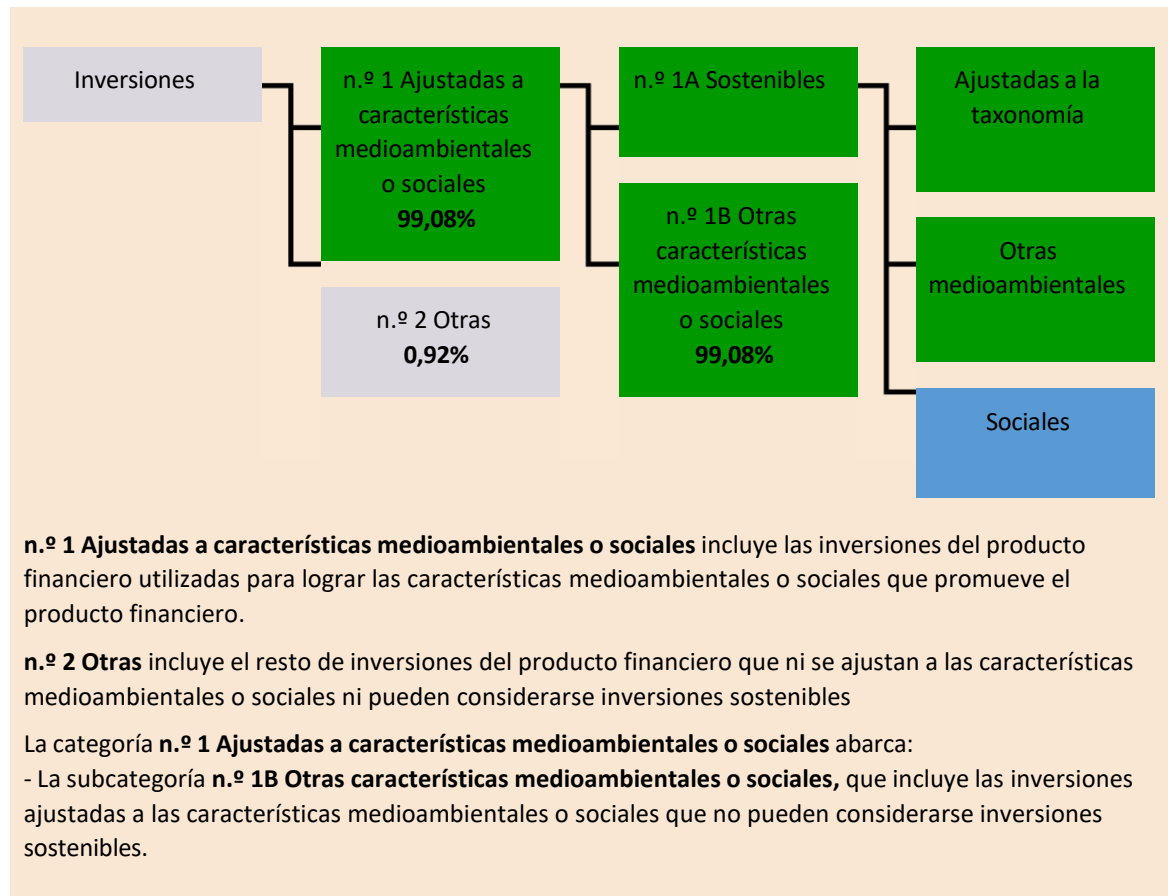 Inversiones
n.º 1 Ajustadas a
características
medioambientales
o sociales
99,08%
n.º 2 Otras
0,92%
n.º 1A Sostenibles
n.º 1B Otras
características
medioambientales
o sociales
99,08%
Ajustadas a la
taxonomía
Otras
medioambientales
Sociales
n.º 1 Ajustadas a características medioambientales o sociales incluye las inversiones del producto
financiero utilizadas para lograr las características medioambientales o sociales que promueve el
producto financiero.
n.º 2 Otras incluye el resto de inversiones del producto financiero que ni se ajustan a las características
medioambientales o sociales ni pueden considerarse inversiones sostenibles
La categoría n.º 1 Ajustadas a características medioambientales o sociales abarca:
- La subcategoría n.º 1B Otras características medioambientales o sociales, que incluye las inversiones
ajustadas a las características medioambientales o sociales que no pueden considerarse inversiones
sostenibles.